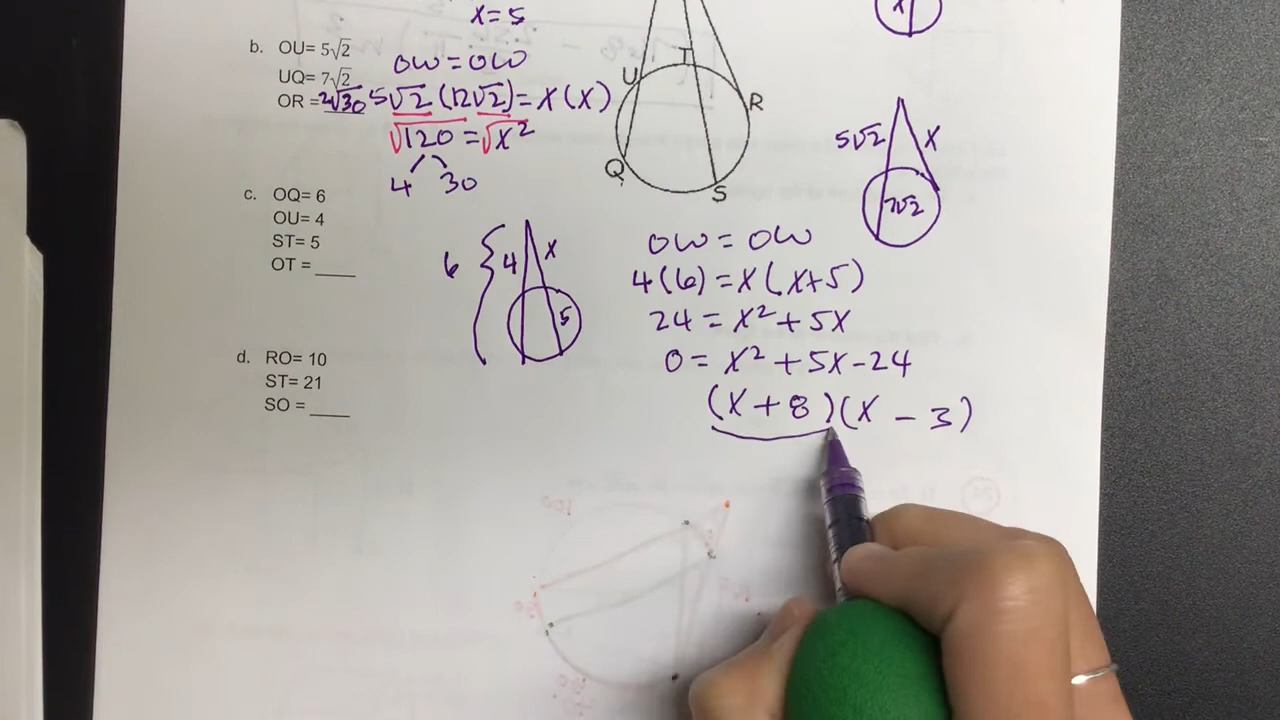 x = 5
b. OU= 5√2
UQ= 7√2
OR = 2√30
OW = OW
5√2 (12√2) = x(x)
√120 = √x²
4 30
T
U
R
Q
S
5√2 x
7√2
c. OQ= 6
OU= 4
ST= 5
OT = ____
6 4 x
5
OW = OW
4(6) = x(x+5)
24 = x² + 5x
0 = x² + 5x - 24
(x + 8)(x - 3)
d. RO= 10
ST= 21
SO = ____